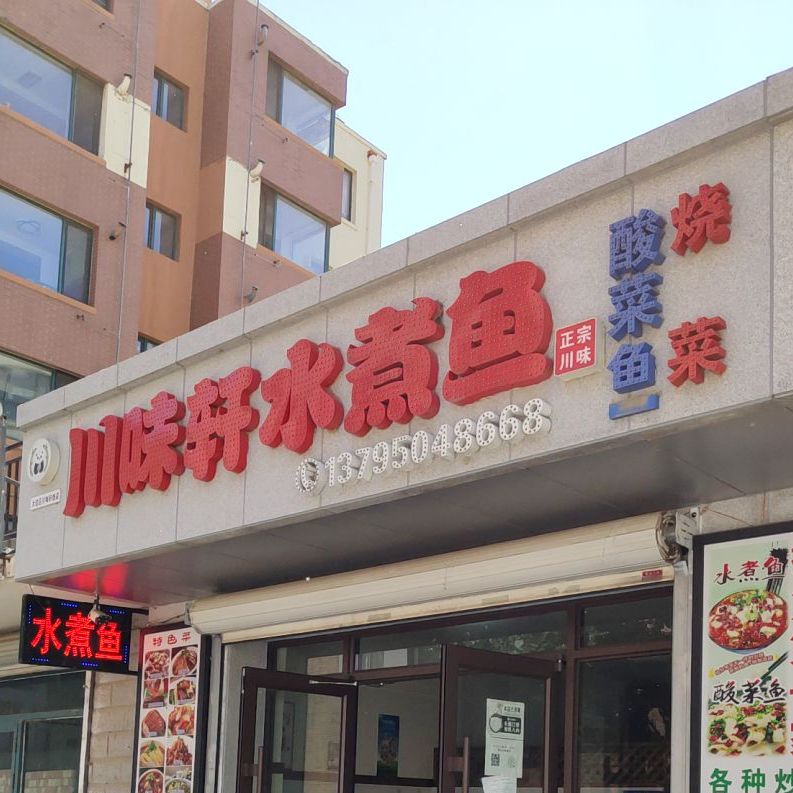 川味轩水煮鱼
正宗
川味
13795048668
酸菜鱼
烧菜
水煮鱼
特色菜
水煮鱼
酸菜鱼
各种炒